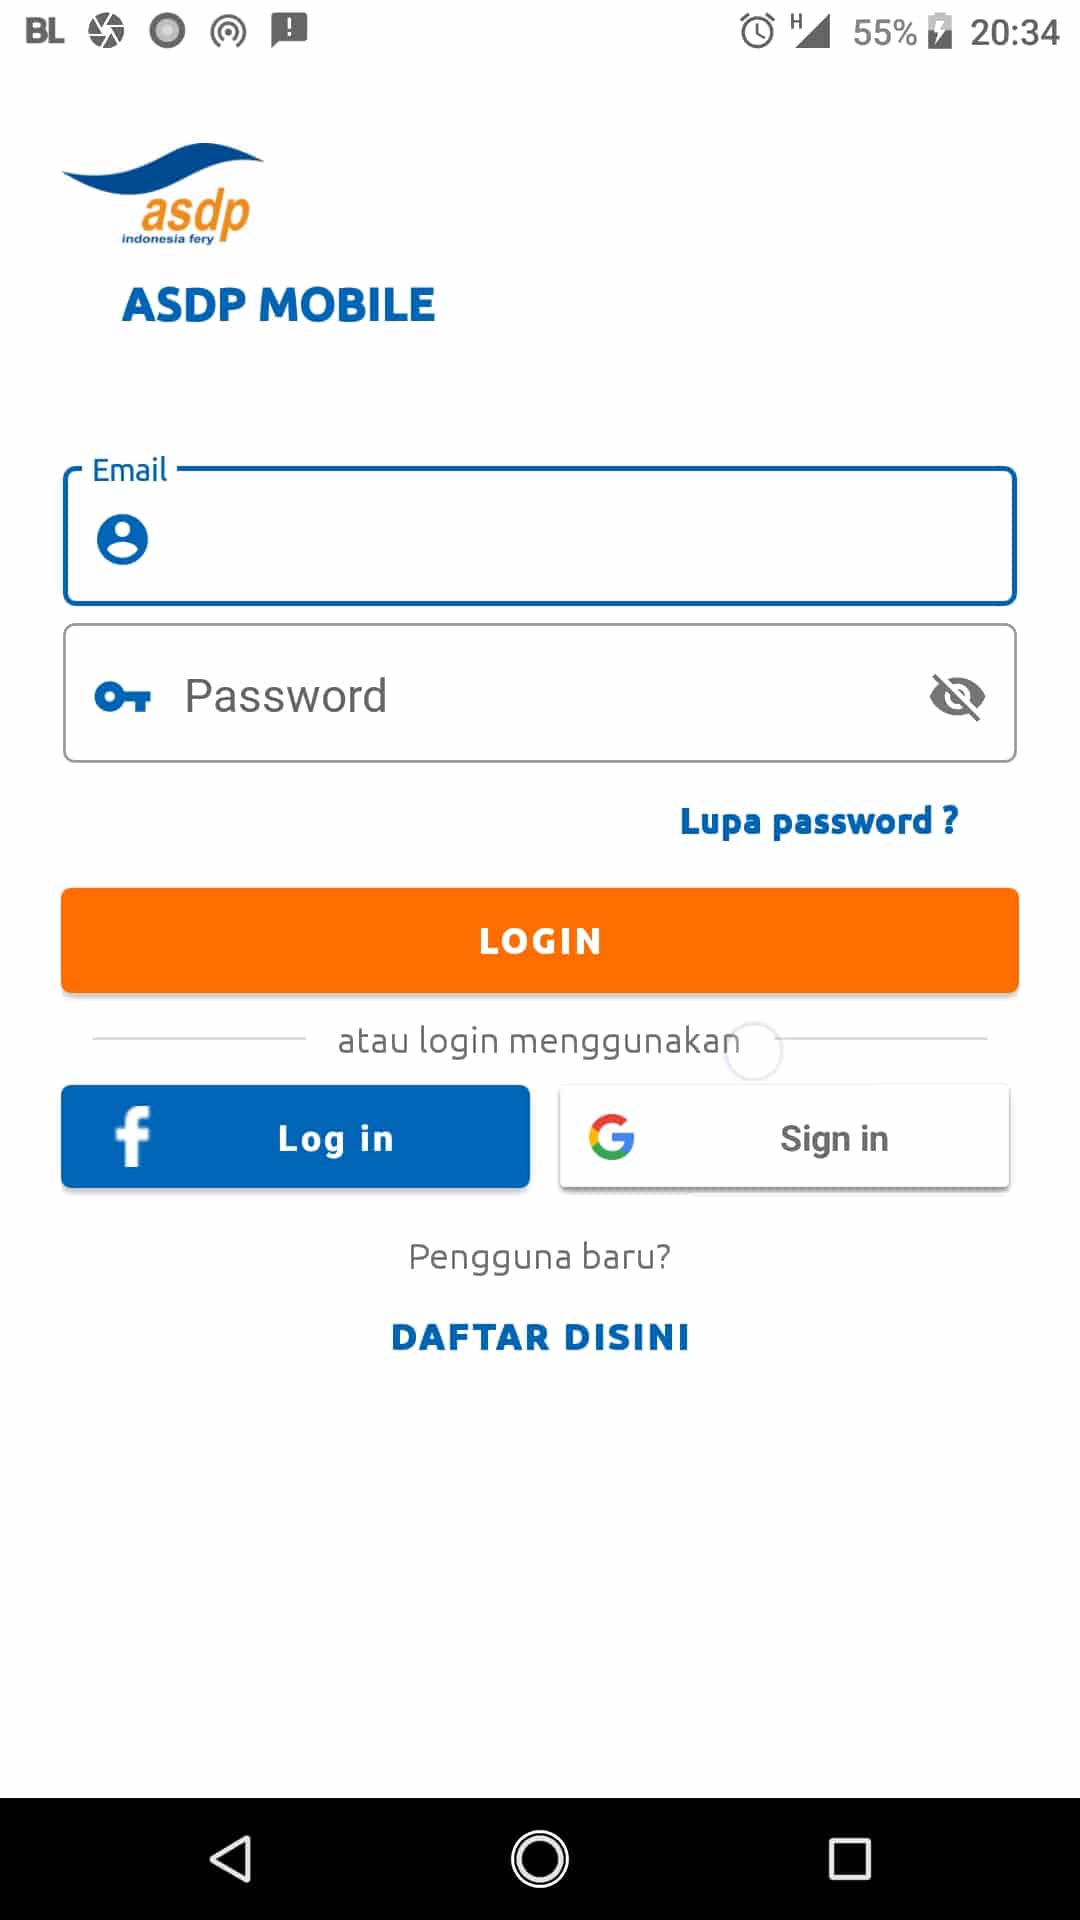 BL H 55% 20:34
asdp
indonesia fery
ASDP MOBILE
Email
Password
Lupa password ?
LOGIN
atau login menggunakan
f Log in G Sign in
Pengguna baru?
DAFTAR DISINI